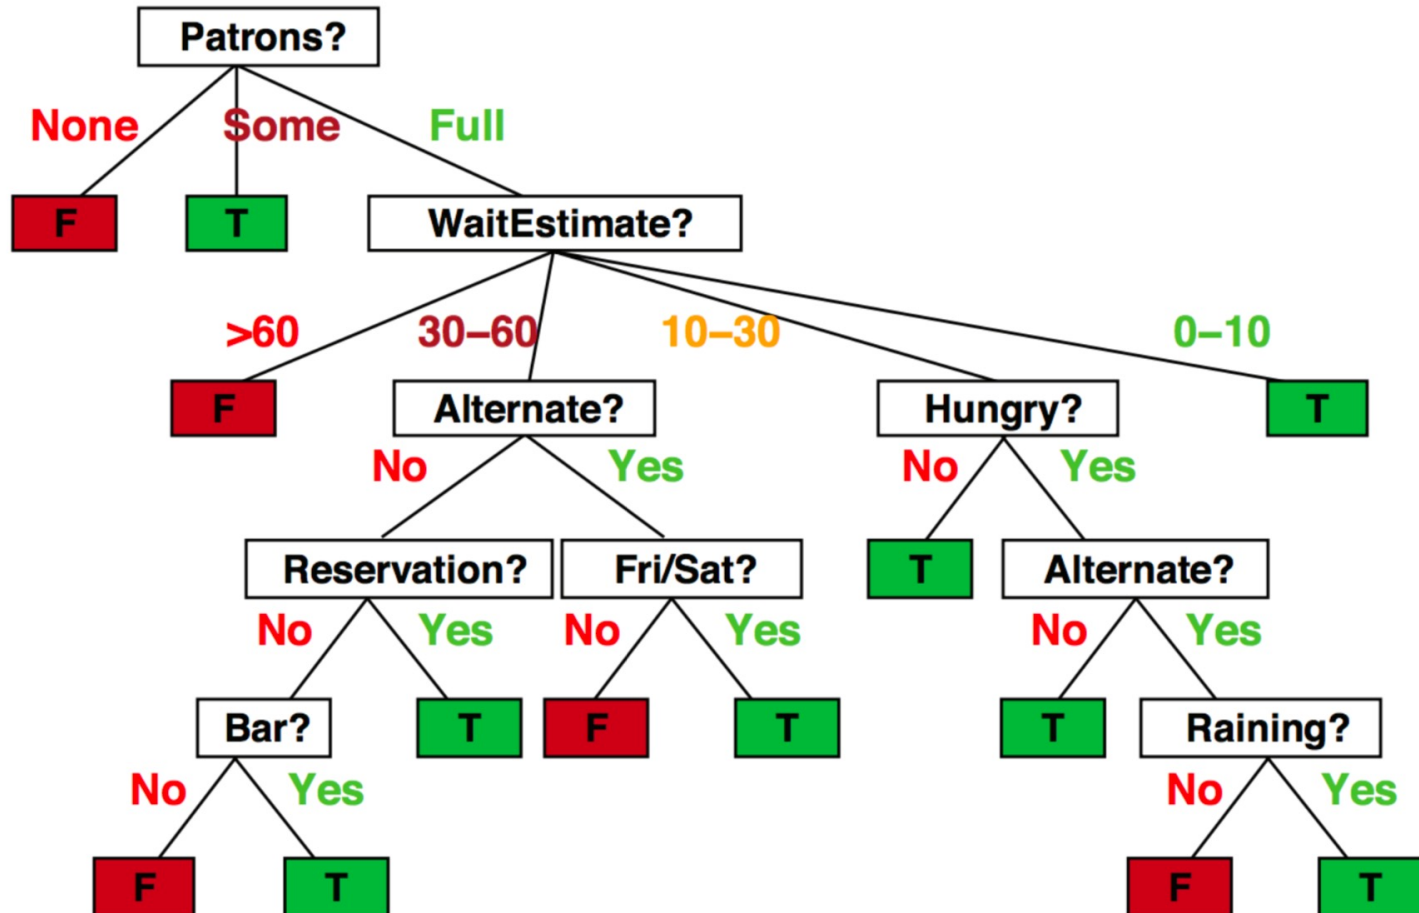 Patrons?
None Some Full
F T WaitEstimate?
>60 30–60 10–30 0–10
F Alternate? Hungry? T
No Yes No Yes
Reservation? Fri/Sat? T Alternate?
No Yes No Yes No Yes
Bar? T F T T Raining?
No Yes No Yes
F T F T